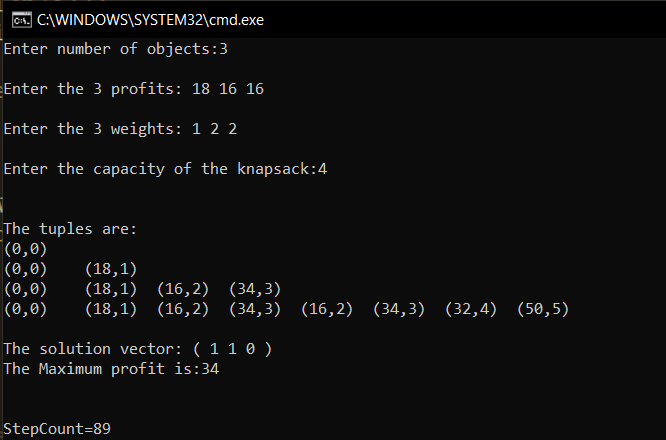 C:\WINDOWS\SYSTEM32\cmd.exe
Enter number of objects:3
Enter the 3 profits: 18 16 16
Enter the 3 weights: 1 2 2
Enter the capacity of the knapsack:4
The tuples are:
(0,0)
(0,0) (18,1)
(0,0) (18,1) (16,2) (34,3)
(0,0) (18,1) (16,2) (34,3) (16,2) (34,3) (32,4) (50,5)
The solution vector: ( 1 1 0 )
The Maximum profit is:34
StepCount=89